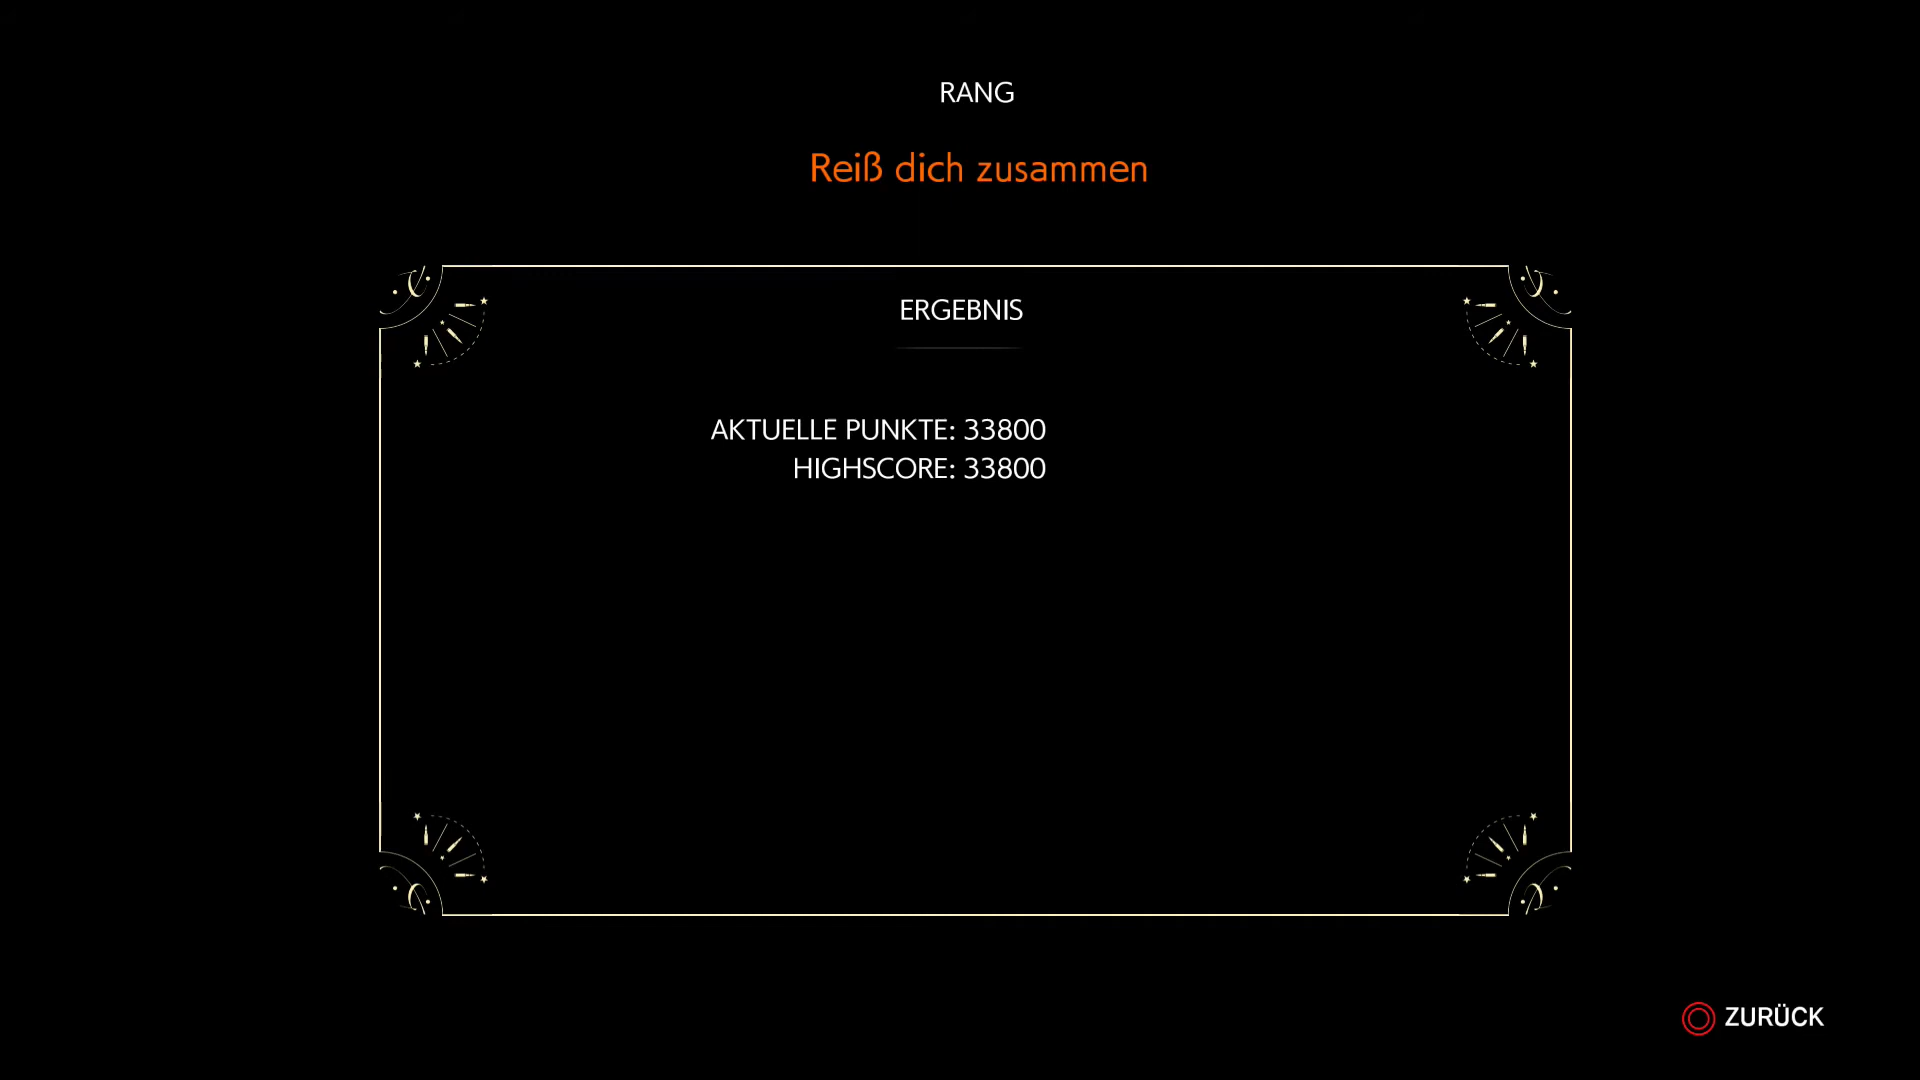 RANG
Reiß dich zusammen
ERGEBNIS
AKTUELLE PUNKTE: 33800
HIGHSCORE: 33800
ZURÜCK